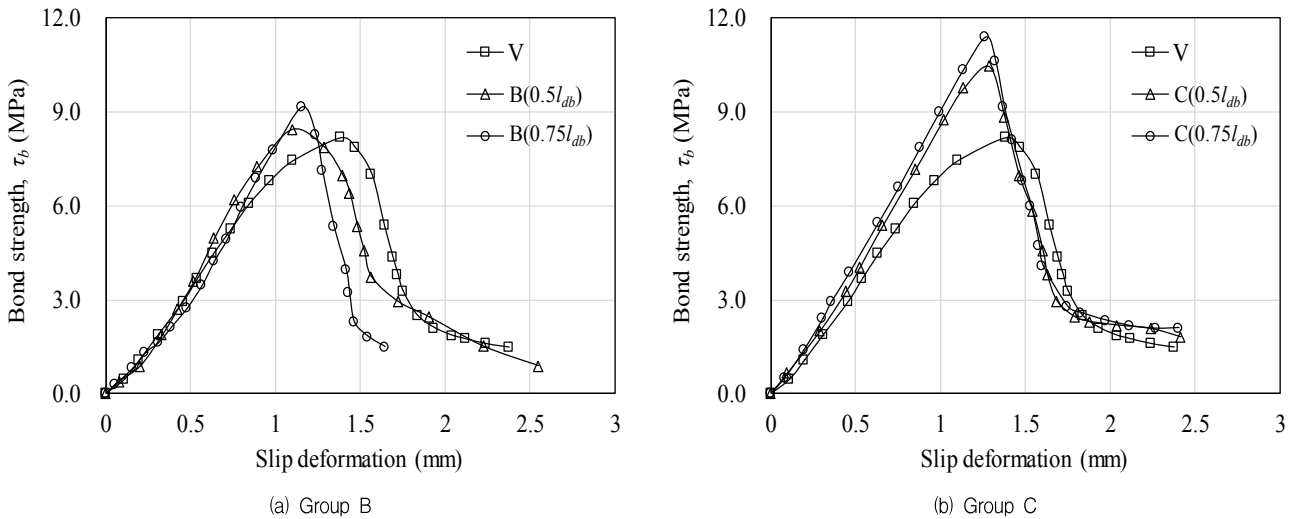 12.0
9.0
6.0
3.0
0.0
Bond strength, τb (MPa)
V
B(0.5ldb)
B(0.75ldb)
0 0.5 1 1.5 2 2.5 3
Slip deformation (mm)
(a) Group B
12.0
9.0
6.0
3.0
0.0
Bond strength, τb (MPa)
V
C(0.5ldb)
C(0.75ldb)
0 0.5 1 1.5 2 2.5 3
Slip deformation (mm)
(b) Group C